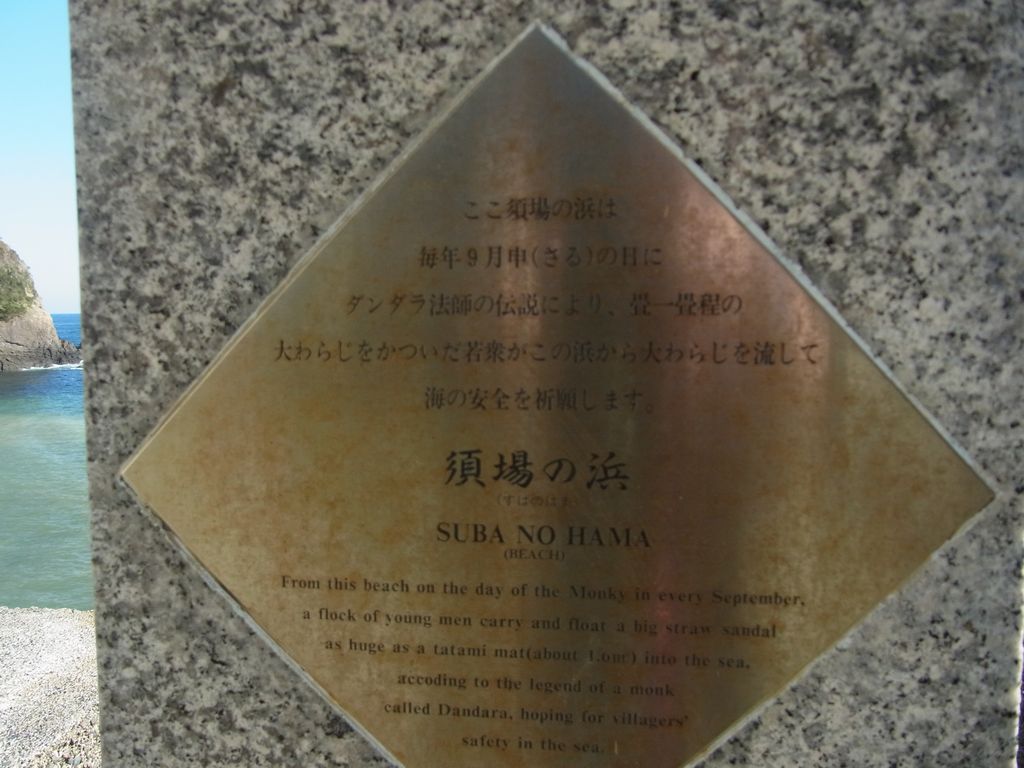 ここ須場の浜は
毎年9月申(さる)の日に
ダンダラ法師の伝説により、畳一畳程の
大わらじをかついだ若衆がこの浜から大わらじを流して
海の安全を祈願します。
須場の浜
(すばのはま)
SUBA NO HAMA
(BEACH)
From this beach on the day of the Monky in every September,
a flock of young men carry and float a big straw sandal
as huge as a tatami mat(about into the sea,
accoding to the legend of a monk
called Dandara, hoping for villagers'
safety in the sea.